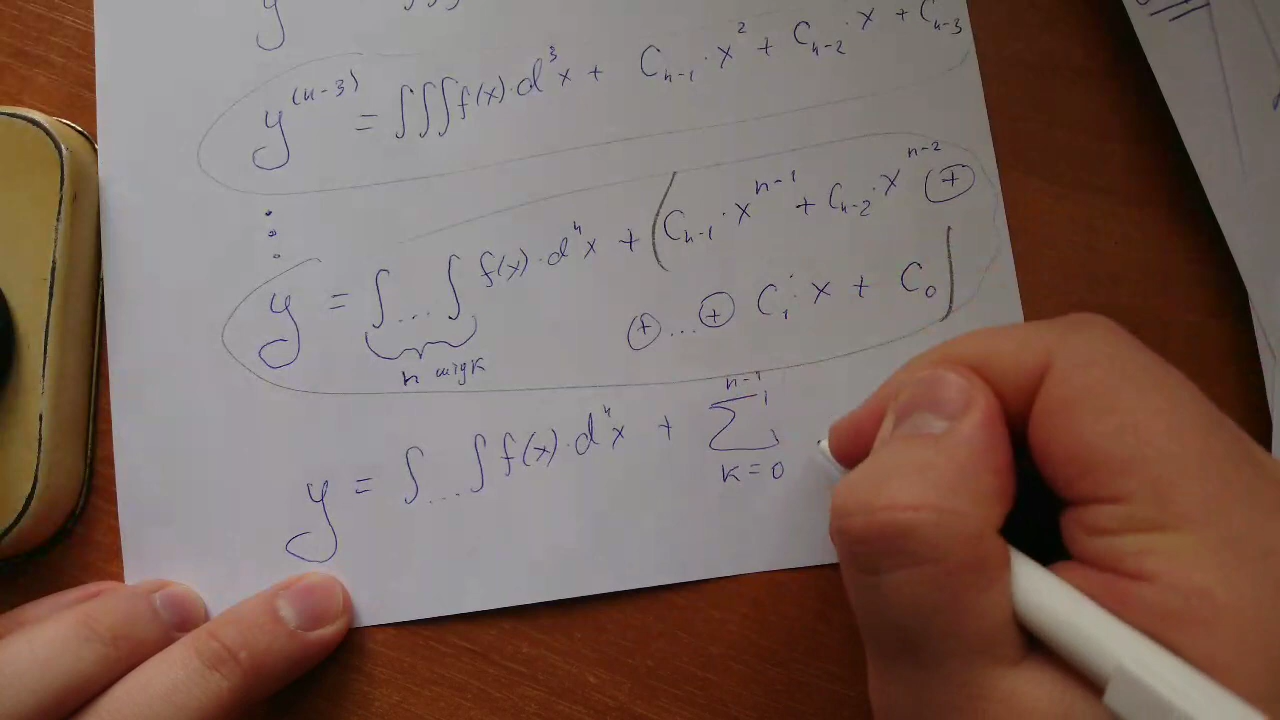 y ∫∫∫
y^(n-3) = ∫∫∫f(x)·d³x + C_{n-1}·x² + C_{n-2}·x + C_{n-3}
⋮
y = ∫...∫ f(x)·dⁿx + (C_{n-1}·x^{n-1} + C_{n-2}·x^{n-2} ⊕
⊕...⊕ C₁·x + C₀)
n штук
y = ∫...∫ f(x)·dⁿx + Σ_{k=0}^{n-1}